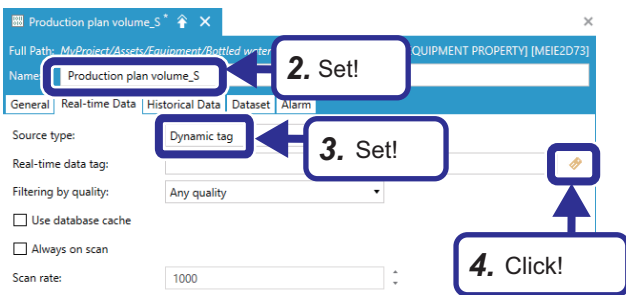 Production plan volume_S *
Full Path: MyProject/Assets/Equipment/Bottled water EQUIPMENT PROPERTY] [MEIE2D73]
Name: Production plan volume_S
2. Set!
General Real-time Data Historical Data Dataset Alarm
Source type: Dynamic tag
3. Set!
Real-time data tag:
Filtering by quality: Any quality
Use database cache
Always on scan
4. Click!
Scan rate: 1000